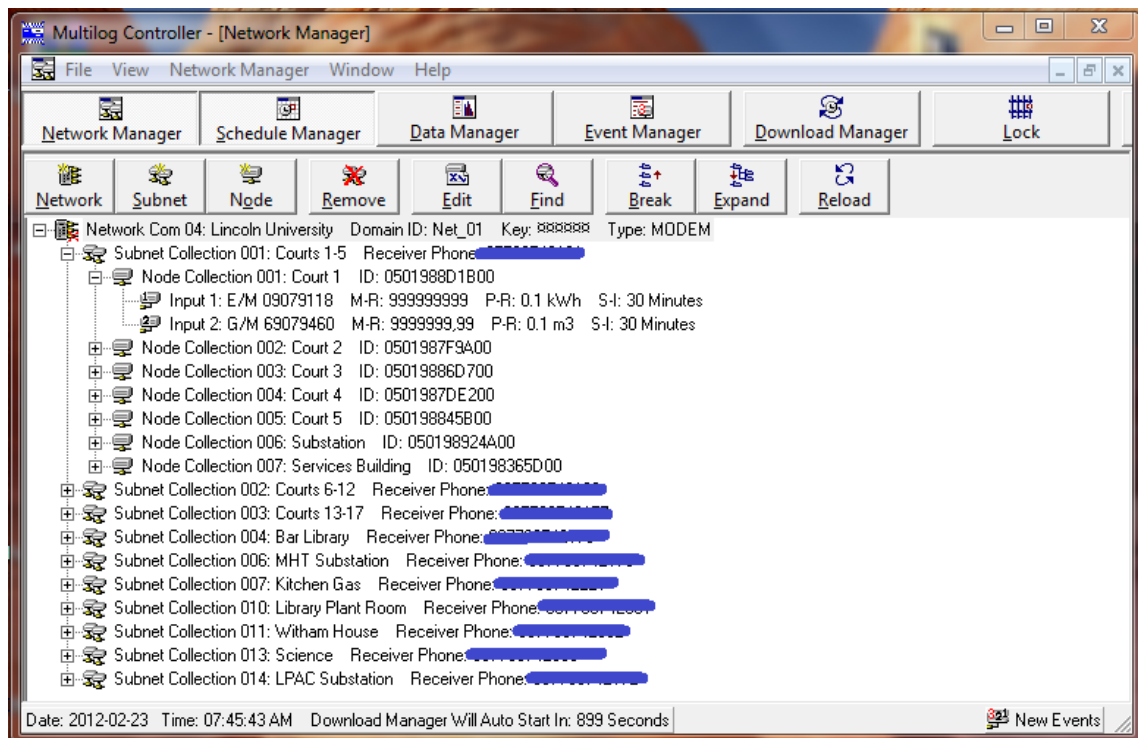 Multilog Controller - [Network Manager]
File View Network Manager Window Help
Network Manager Schedule Manager Data Manager Event Manager Download Manager Lock
Network Subnet Node Remove Edit Find Break Expand Reload
Network Com 04: Lincoln University Domain ID: Net_01 Key: ¤¤¤¤¤¤ Type: MODEM
Subnet Collection 001: Courts 1-5 Receiver Phone:
Node Collection 001: Court 1 ID: 0501988D1B00
Input 1: E/M 09079118 M-R: 999999999 P-R: 0.1 kWh S-I: 30 Minutes
Input 2: G/M 69079460 M-R: 9999999,99 P-R: 0.1 m3 S-I: 30 Minutes
Node Collection 002: Court 2 ID: 0501987F9A00
Node Collection 003: Court 3 ID: 05019886D700
Node Collection 004: Court 4 ID: 0501987DE200
Node Collection 005: Court 5 ID: 050198845B00
Node Collection 006: Substation ID: 050198924A00
Node Collection 007: Services Building ID: 050198365D00
Subnet Collection 002: Courts 6-12 Receiver Phone:
Subnet Collection 003: Courts 13-17 Receiver Phone:
Subnet Collection 004: Bar Library Receiver Phone:
Subnet Collection 006: MHT Substation Receiver Phone:
Subnet Collection 007: Kitchen Gas Receiver Phone:
Subnet Collection 010: Library Plant Room Receiver Phone:
Subnet Collection 011: Witham House Receiver Phone:
Subnet Collection 013: Science Receiver Phone:
Subnet Collection 014: LPAC Substation Receiver Phone:
Date: 2012-02-23 Time: 07:45:43 AM Download Manager Will Auto Start In: 899 Seconds New Events